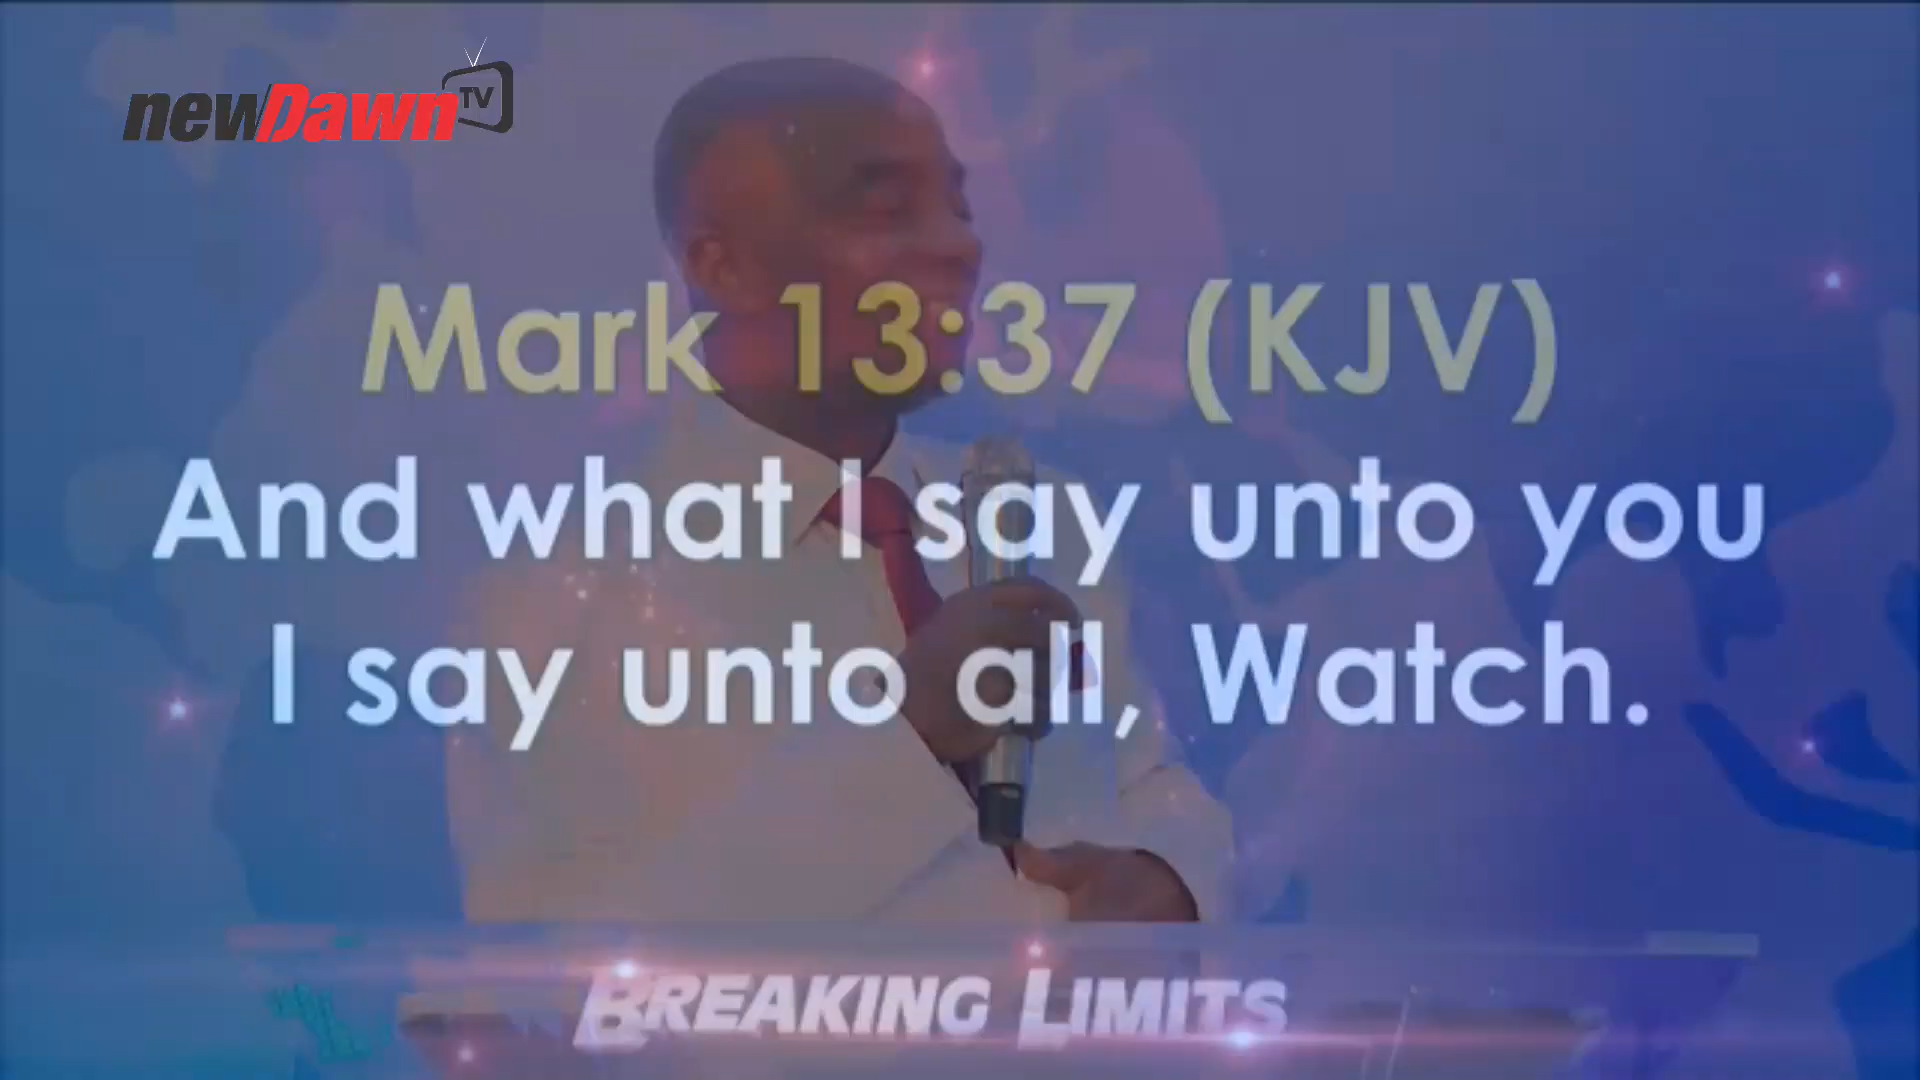 newDawn TV
Mark 13:37 (KJV)
And what I say unto you
I say unto all, Watch.
BREAKING LIMITS